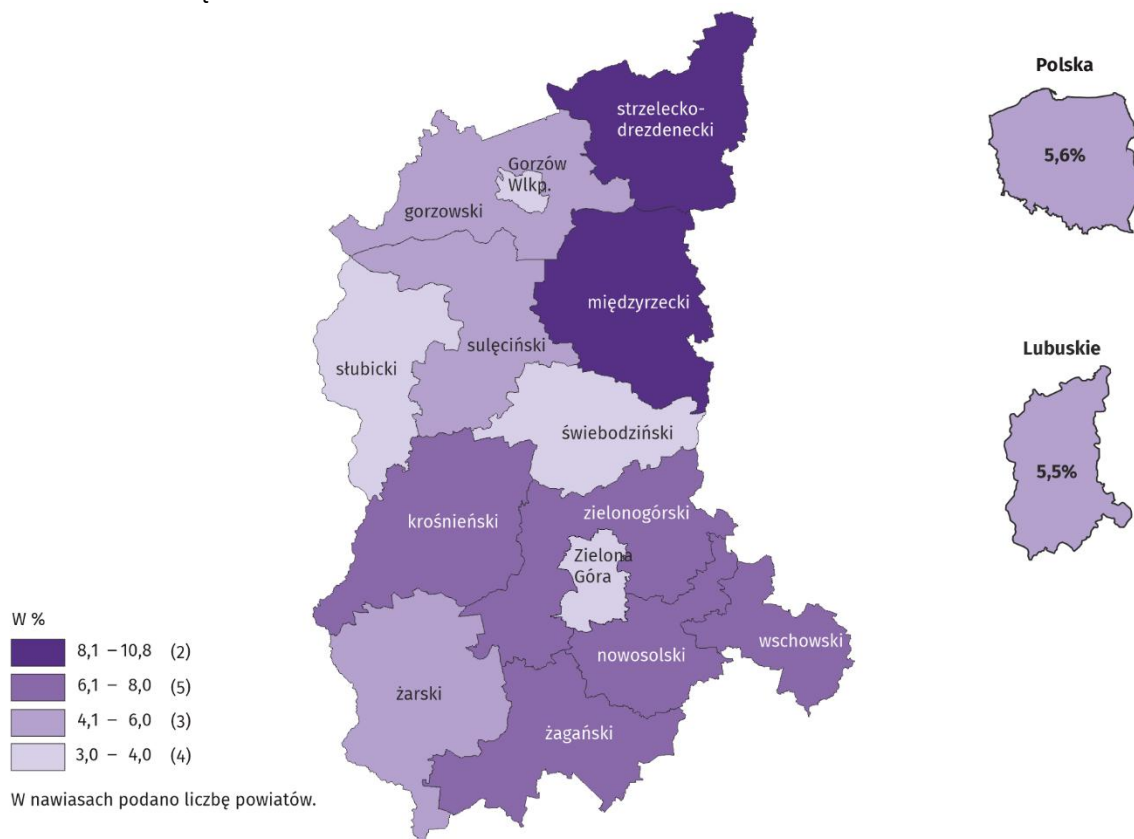 strzelecko-
drezdenecki
Gorzów
Wlkp.
gorzowski
międzyrzecki
sulęciński
słubicki
świebodziński
krośnieński
zielonogórski
Zielona
Góra
wschowski
nowosolski
żarski
żagański
Polska
5,6%
Lubuskie
5,5%
W %
8,1 – 10,8 (2)
6,1 – 8,0 (5)
4,1 – 6,0 (3)
3,0 – 4,0 (4)
W nawiasach podano liczbę powiatów.